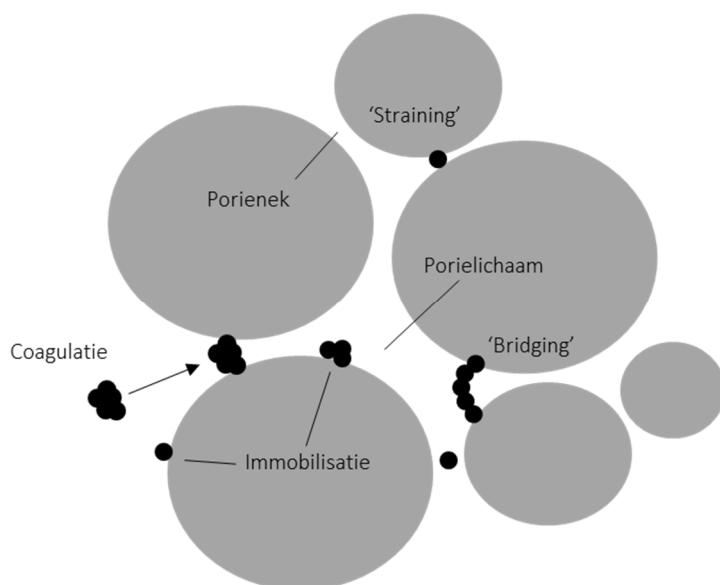 ‘Straining’
Porienek
Porielichaam
‘Bridging’
Coagulatie
Immobilisatie